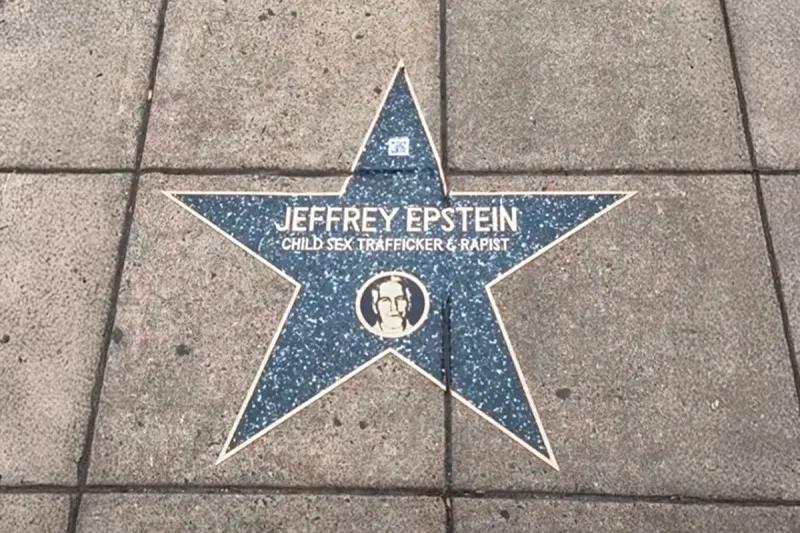 JEFFREY EPSTEIN
CHILD SEX TRAFFICKER & RAPIST